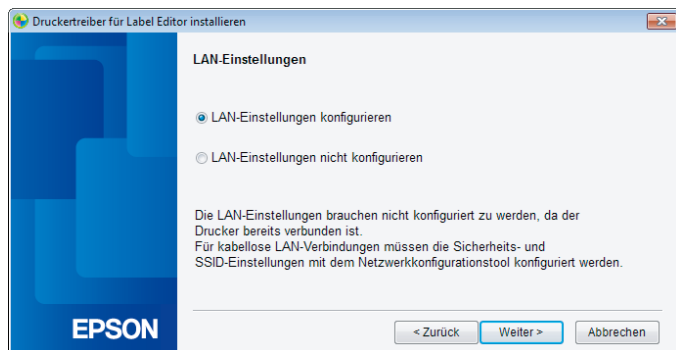 Druckertreiber für Label Editor installieren
LAN-Einstellungen
LAN-Einstellungen konfigurieren
LAN-Einstellungen nicht konfigurieren
Die LAN-Einstellungen brauchen nicht konfiguriert zu werden, da der
Drucker bereits verbunden ist.
Für kabellose LAN-Verbindungen müssen die Sicherheits- und
SSID-Einstellungen mit dem Netzwerkkonfigurationstool konfiguriert werden.
EPSON
< Zurück
Weiter >
Abbrechen